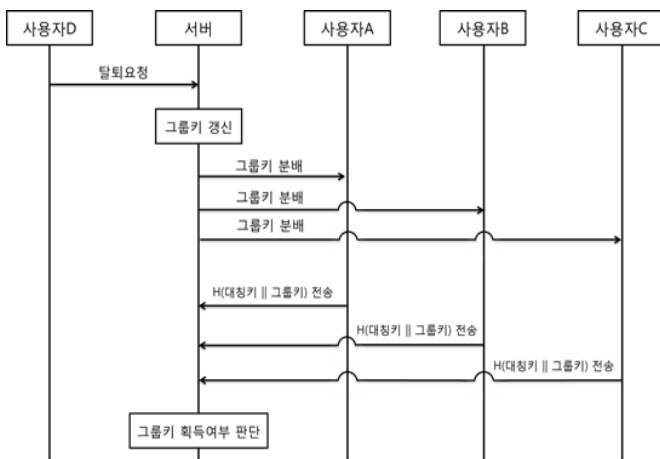 사용자D
서버
사용자A
사용자B
사용자C
탈퇴요청
그룹키 갱신
그룹키 분배
그룹키 분배
그룹키 분배
H(대칭키 || 그룹키) 전송
H(대칭키 || 그룹키) 전송
H(대칭키 || 그룹키) 전송
그룹키 획득여부 판단